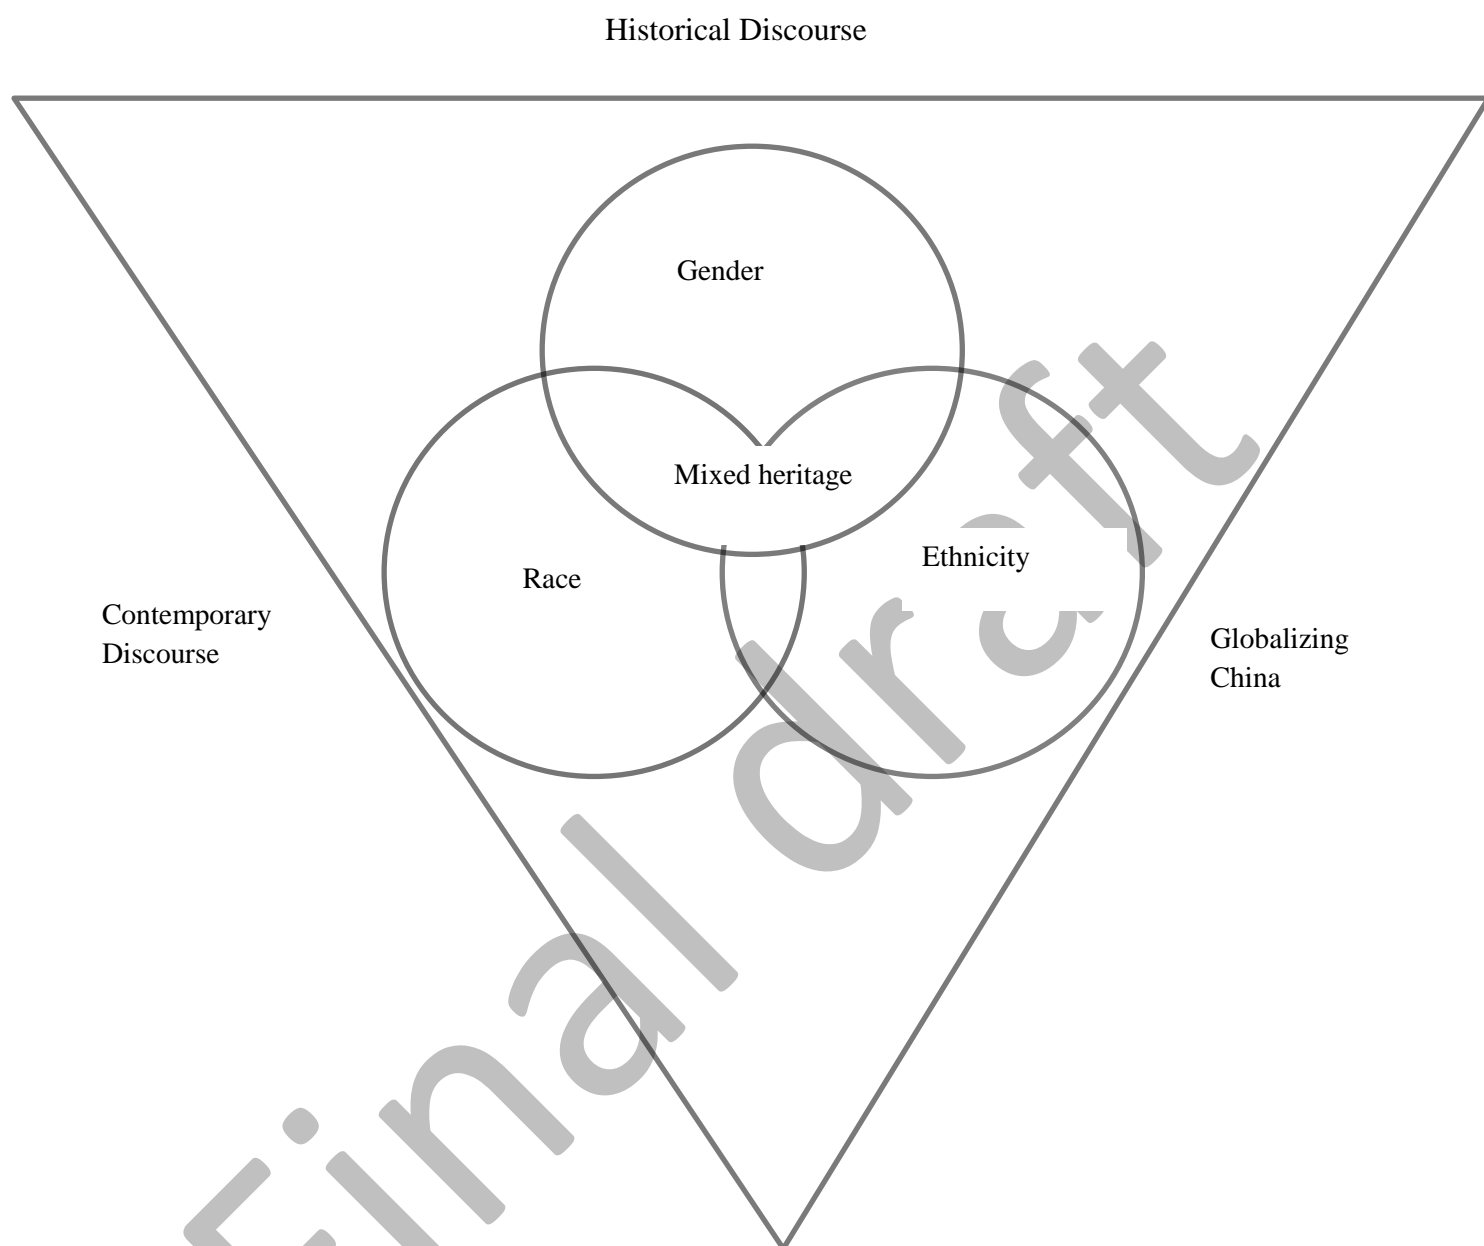 Historical Discourse
Gender
Mixed heritage
Ethnicity
Race
Contemporary
Discourse
Globalizing
China
Final draft